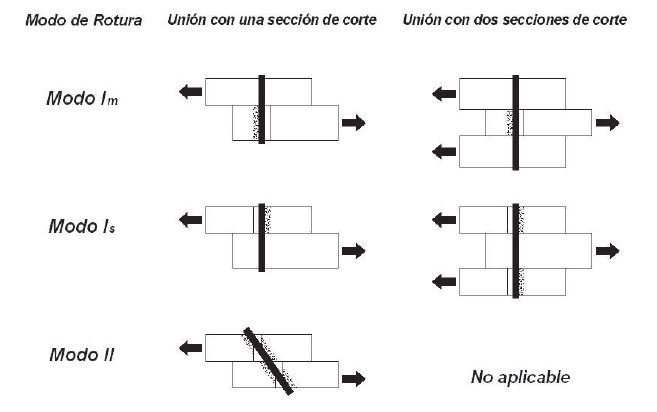 Modo de Rotura Unión con una sección de corte Unión con dos secciones de corte
Modo Im
Modo Is
Modo II
No aplicable